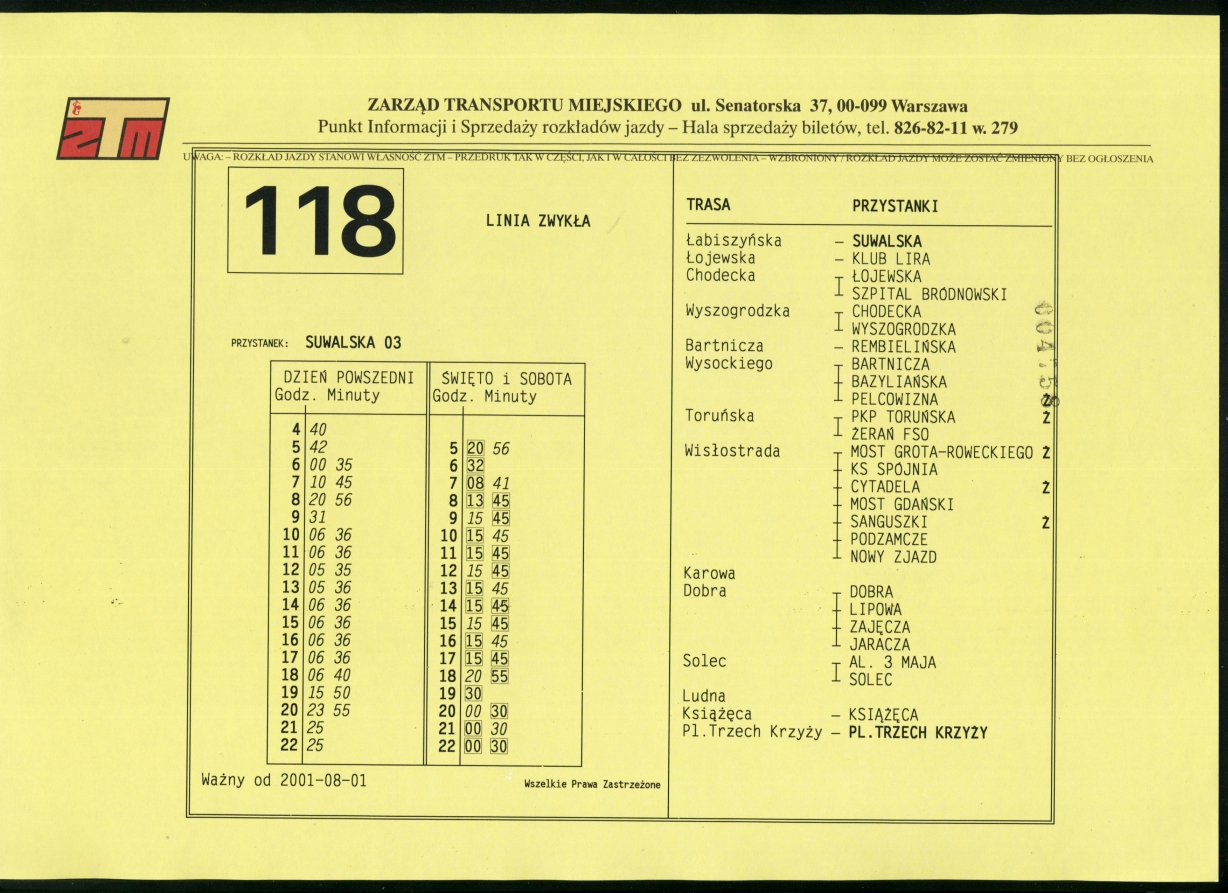 ZTM
ZARZĄD TRANSPORTU MIEJSKIEGO ul. Senatorska 37, 00-099 Warszawa
Punkt Informacji i Sprzedaży rozkładów jazdy – Hala sprzedaży biletów, tel. 826-82-11 w. 279
UWAGA: – ROZKŁAD JAZDY STANOWI WŁASNOŚĆ ZTM – PRZEDRUK TAK W CZĘŚCI, JAK I W CAŁOŚCI BEZ ZEZWOLENIA – WZBRONIONY / ROZKŁAD JAZDY MOŻE ZOSTAĆ ZMIENIONY BEZ OGŁOSZENIA
118
LINIA ZWYKŁA
PRZYSTANEK: SUWALSKA 03
DZIEŃ POWSZEDNI
Godz. Minuty
4 40
5 42
6 00 35
7 10 45
8 20 56
9 31
10 06 36
11 06 36
12 05 35
13 05 36
14 06 36
15 06 36
16 06 36
17 06 36
18 06 40
19 15 50
20 23 55
21 25
22 25
ŚWIĘTO i SOBOTA
Godz. Minuty
5 20 56
6 32
7 08 41
8 13 45
9 15 45
10 15 45
11 15 45
12 15 45
13 15 45
14 15 45
15 15 45
16 15 45
17 15 45
18 20 55
19 30
20 00 30
21 00 30
22 00 30
Ważny od 2001-08-01
Wszelkie Prawa Zastrzeżone
TRASA PRZYSTANKI
Łabiszyńska – SUWALSKA
Łojewska – KLUB LIRA
Chodecka ŁOJEWSKA
SZPITAL BRÓDNOWSKI
Wyszogrodzka CHODECKA
WYSZOGRODZKA
Bartnicza – REMBIELIŃSKA
Wysockiego BARTNICZA
BAZYLIAŃSKA
PELCOWIZNA Ż
Toruńska PKP TORUŃSKA Ż
ŻERAŃ FSO
Wisłostrada MOST GROTA-ROWECKIEGO Ż
KS SPÓJNIA
CYTADELA Ż
MOST GDAŃSKI
SANGUSZKI Ż
PODZAMCZE
NOWY ZJAZD
Karowa
Dobra DOBRA
LIPOWA
ZAJĘCZA
JARACZA
Solec AL. 3 MAJA
SOLEC
Ludna
Książęca – KSIĄŻĘCA
Pl.Trzech Krzyży – PL.TRZECH KRZYŻY